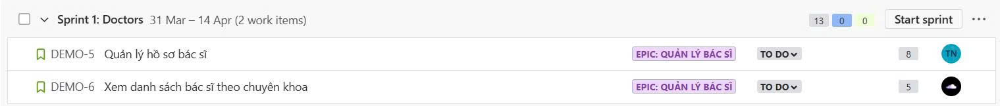 Sprint 1: Doctors 31 Mar – 14 Apr (2 work items) 13 0 0 Start sprint
DEMO-5 Quản lý hồ sơ bác sĩ EPIC: QUẢN LÝ BÁC SĨ TO DO 8 TN
DEMO-6 Xem danh sách bác sĩ theo chuyên khoa EPIC: QUẢN LÝ BÁC SĨ TO DO 5